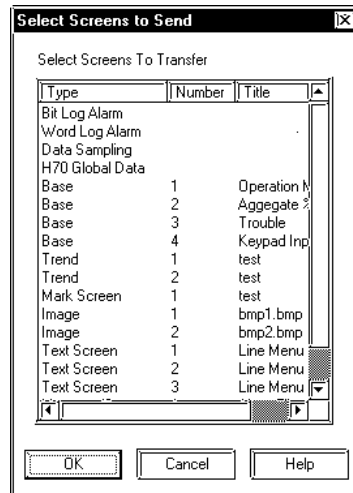 Select Screens to Send
Select Screens To Transfer
Type Number Title
Bit Log Alarm
Word Log Alarm
Data Sampling
H70 Global Data
Base 1 Operation
Base 2 Aggegate %
Base 3 Trouble
Base 4 Keypad Inp
Trend 1 test
Trend 2 test
Mark Screen 1 test
Image 1 bmp1.bmp
Image 2 bmp2.bmp
Text Screen 1 Line Menu
Text Screen 2 Line Menu
Text Screen 3 Line Menu
OK Cancel Help